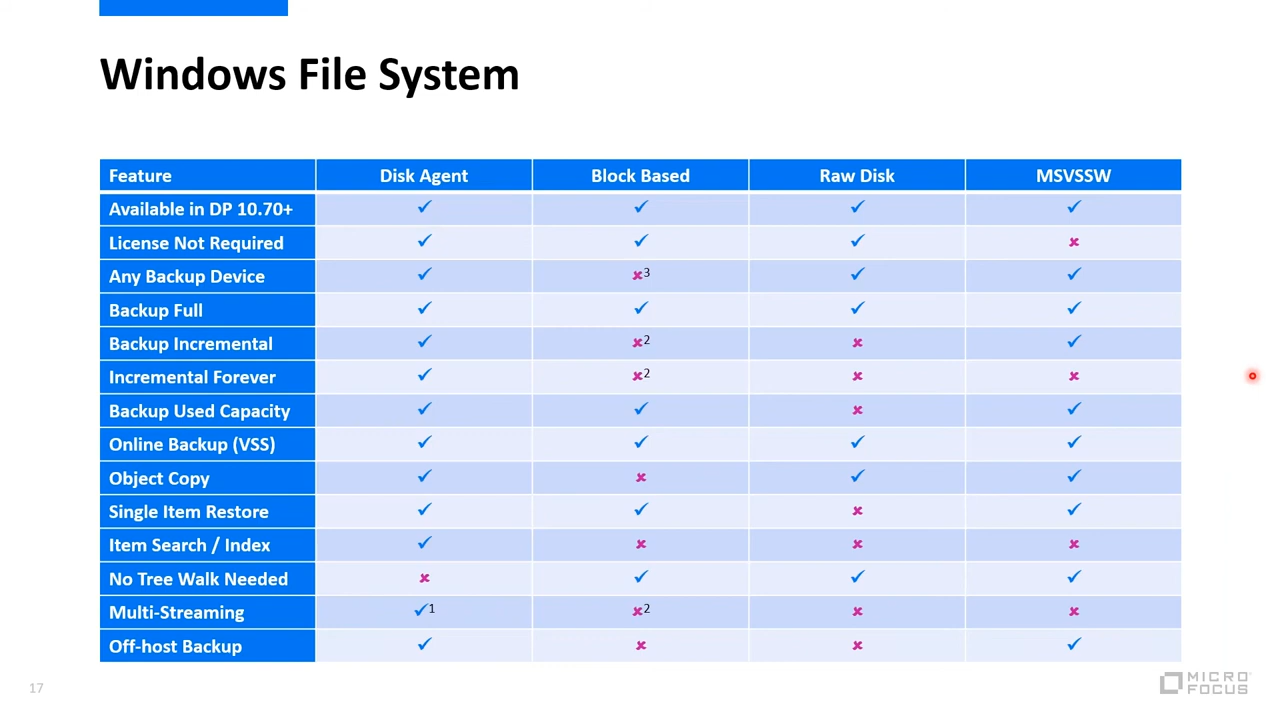 Windows File System
Feature Disk Agent Block Based Raw Disk MSVSSW
Available in DP 10.70+ ✓ ✓ ✓ ✓
License Not Required ✓ ✓ ✓ ✗
Any Backup Device ✓ ✗3 ✓ ✓
Backup Full ✓ ✓ ✓ ✓
Backup Incremental ✓ ✗2 ✗ ✓
Incremental Forever ✓ ✗2 ✗ ✗
Backup Used Capacity ✓ ✓ ✗ ✓
Online Backup (VSS) ✓ ✓ ✓ ✓
Object Copy ✓ ✗ ✓ ✓
Single Item Restore ✓ ✓ ✗ ✓
Item Search / Index ✓ ✗ ✗ ✗
No Tree Walk Needed ✗ ✓ ✓ ✓
Multi-Streaming ✓1 ✗2 ✗ ✗
Off-host Backup ✓ ✗ ✗ ✓
17
MICRO
FOCUS